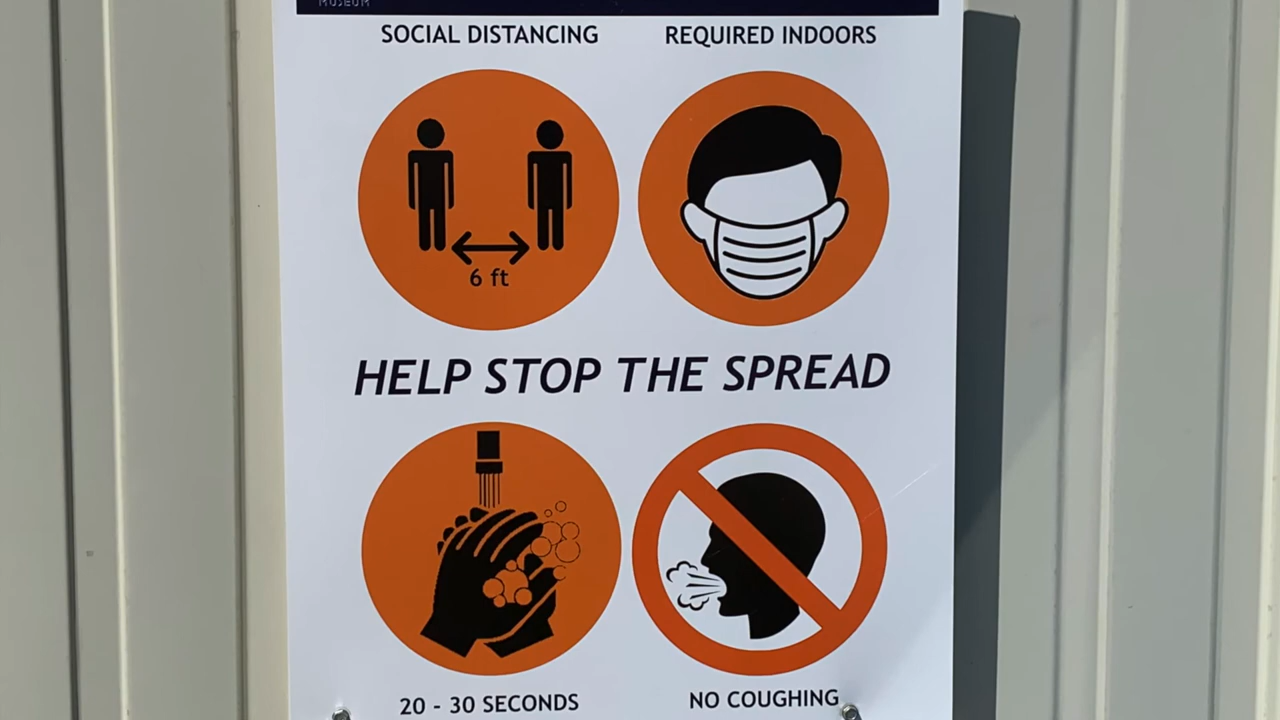 MUSEUM
SOCIAL DISTANCING
REQUIRED INDOORS
6 ft
HELP STOP THE SPREAD
20 - 30 SECONDS
NO COUGHING